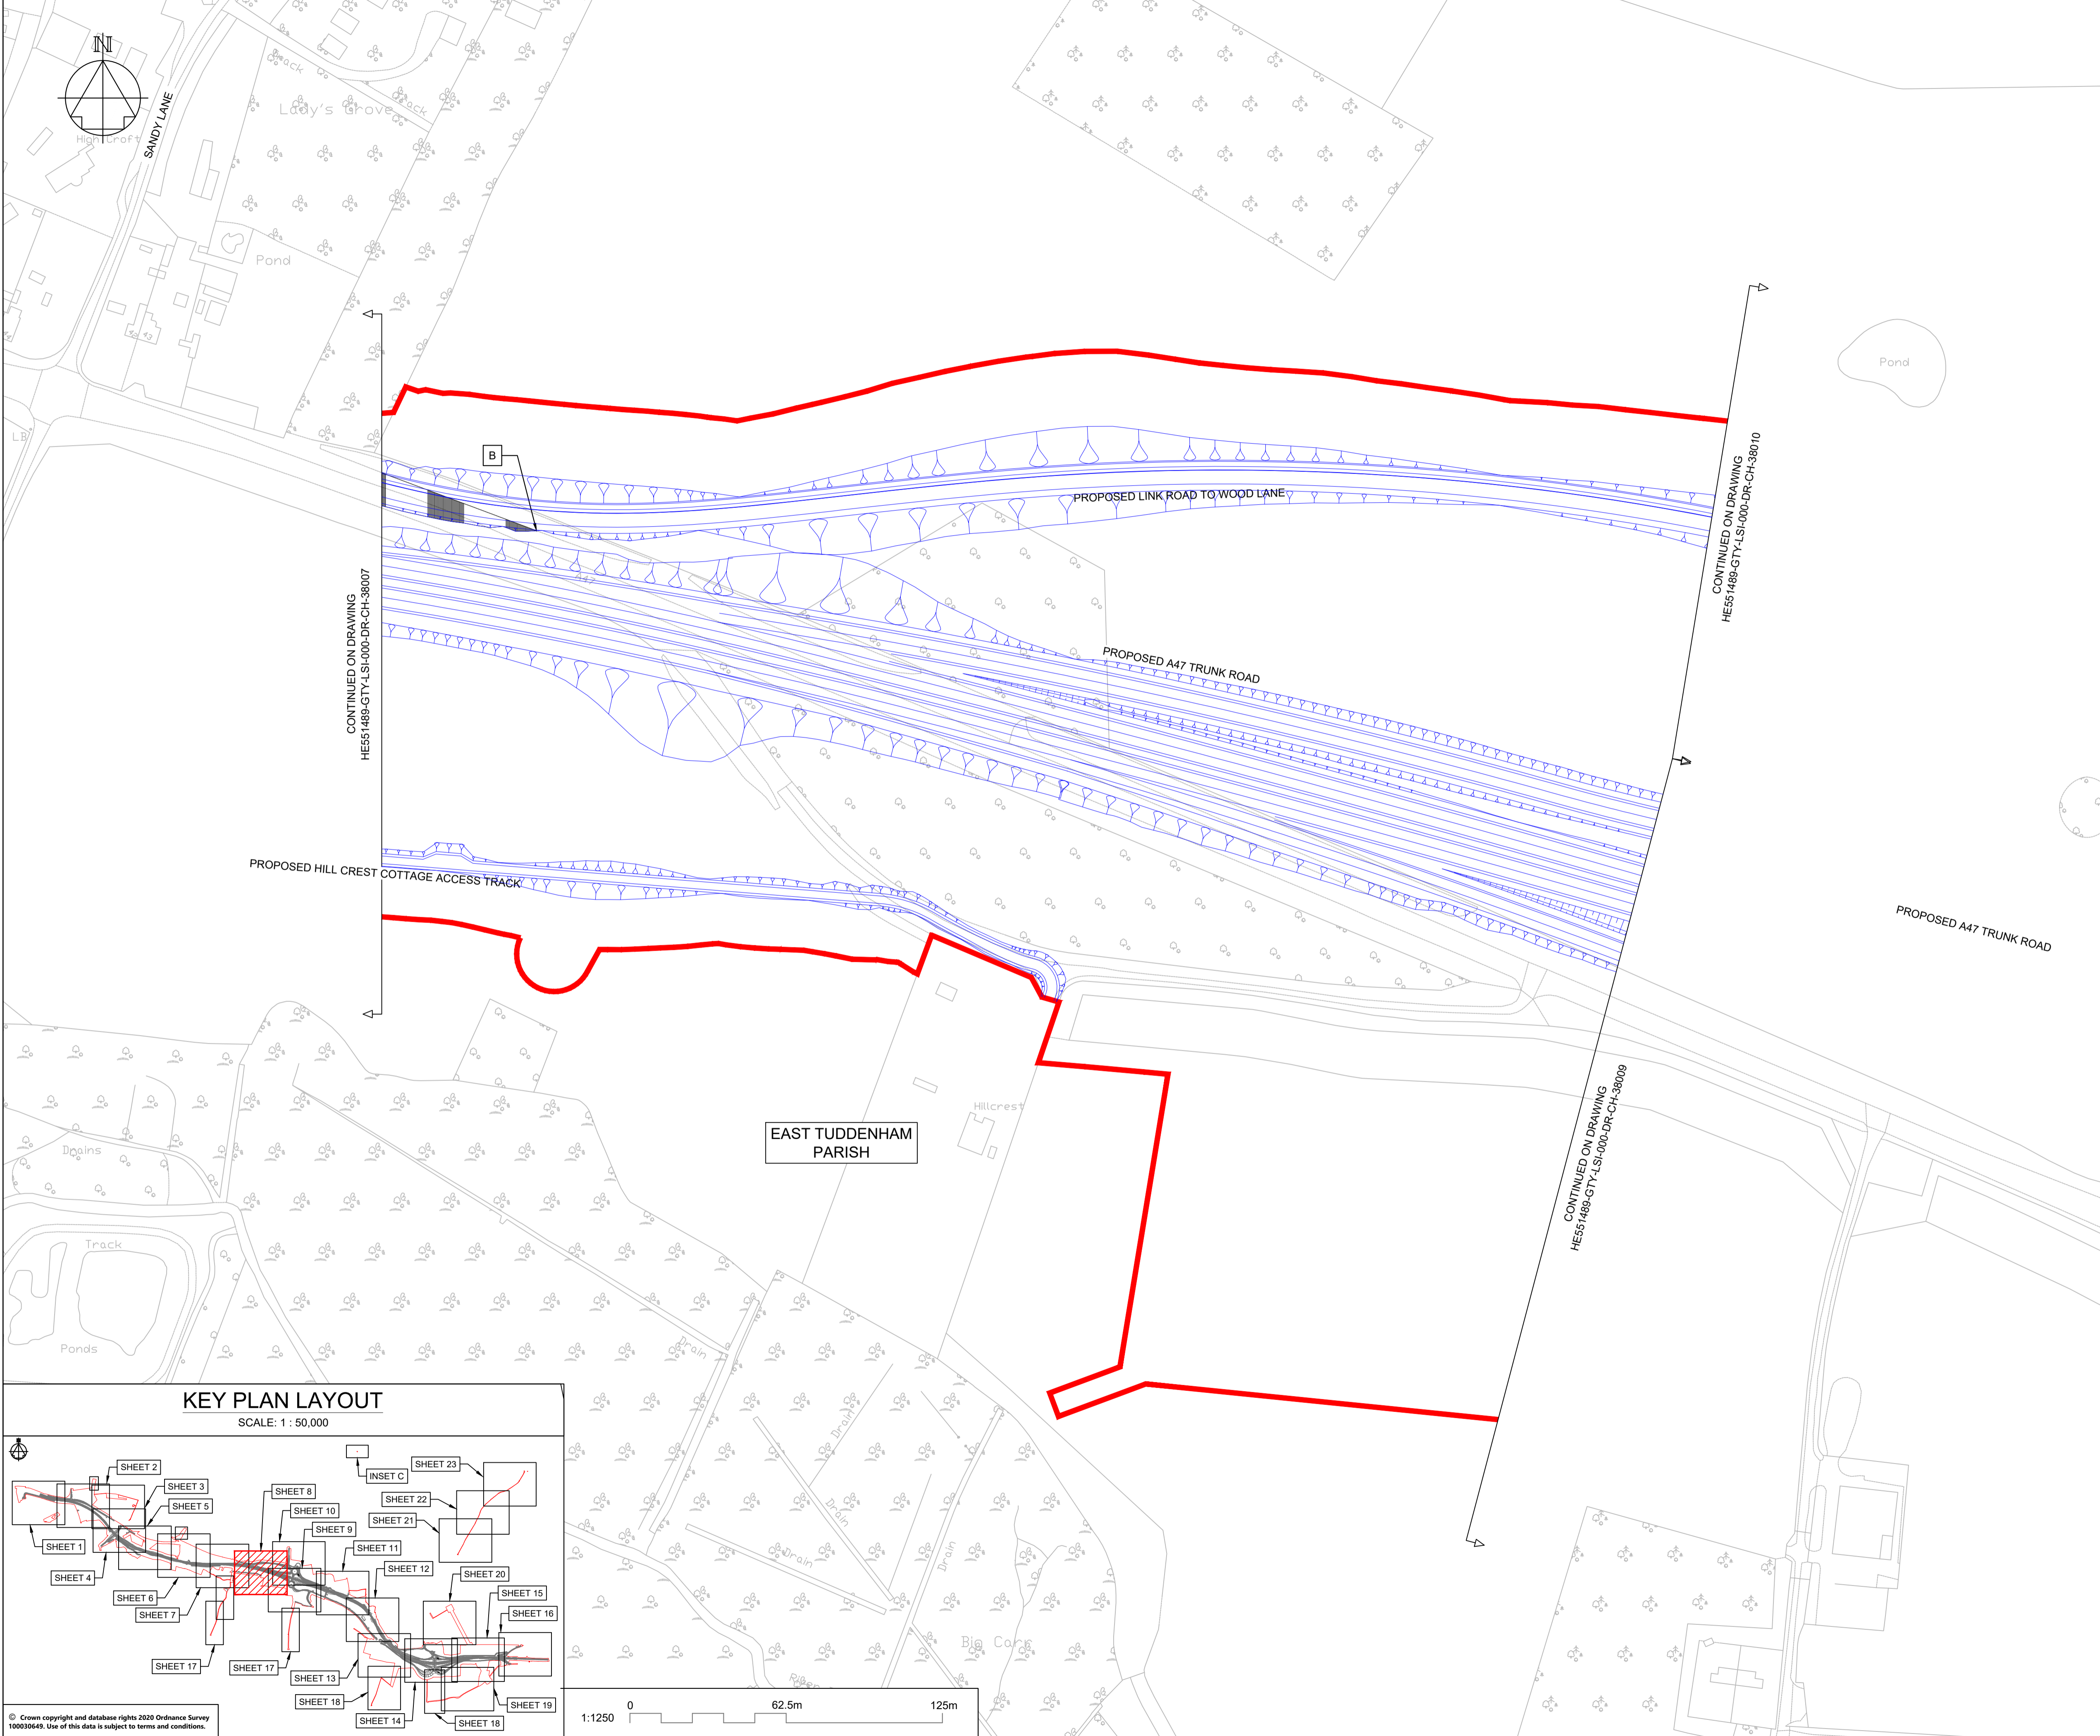 N
SANDY LANE
Track
Track
Lady's Grove
High Croft
Pond
42
43
LB
Pond
B
A47
PROPOSED LINK ROAD TO WOOD LANE
CONTINUED ON DRAWING
HE551489-GTY-LSI-000-DR-CH-38010
CONTINUED ON DRAWING
HE551489-GTY-LSI-000-DR-CH-38007
PROPOSED A47 TRUNK ROAD
PROPOSED HILL CREST COTTAGE ACCESS TRACK
PROPOSED A47 TRUNK ROAD
CONTINUED ON DRAWING
HE551489-GTY-LSI-000-DR-CH-38009
Hillcrest
EAST TUDDENHAM
PARISH
Drains
Track
Ponds
Drain
Drain
Drain
Drain
Drain
Big Carr
KEY PLAN LAYOUT
SCALE: 1 : 50,000
SHEET 1
SHEET 2
SHEET 3
SHEET 5
SHEET 4
SHEET 6
SHEET 7
SHEET 8
SHEET 10
SHEET 9
SHEET 11
SHEET 12
INSET C
SHEET 23
SHEET 22
SHEET 21
SHEET 20
SHEET 15
SHEET 16
SHEET 17
SHEET 17
SHEET 13
SHEET 18
SHEET 14
SHEET 18
SHEET 19
© Crown copyright and database rights 2020 Ordnance Survey
100030649. Use of this data is subject to terms and conditions.
1:1250
0 62.5m 125m